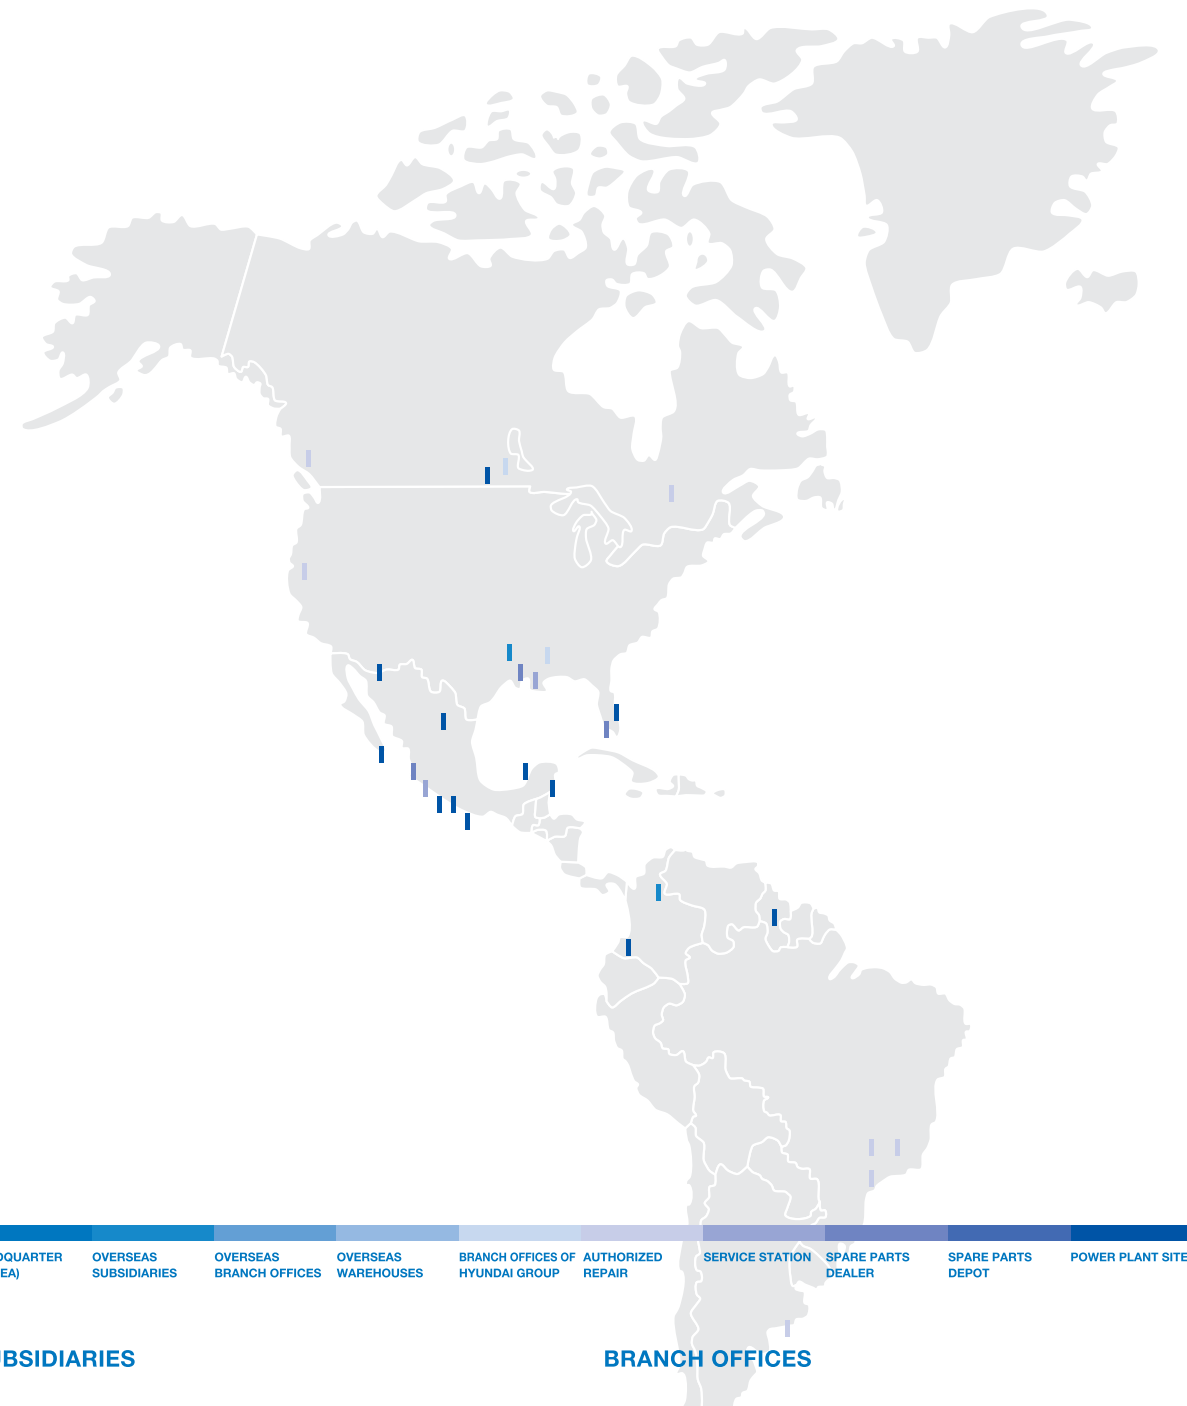 DQUARTER
EA)
OVERSEAS
SUBSIDIARIES
OVERSEAS
BRANCH OFFICES
OVERSEAS
WAREHOUSES
BRANCH OFFICES OF
HYUNDAI GROUP
AUTHORIZED
REPAIR
SERVICE STATION
SPARE PARTS
DEALER
SPARE PARTS
DEPOT
POWER PLANT SITE
UBSIDIARIES
BRANCH OFFICES